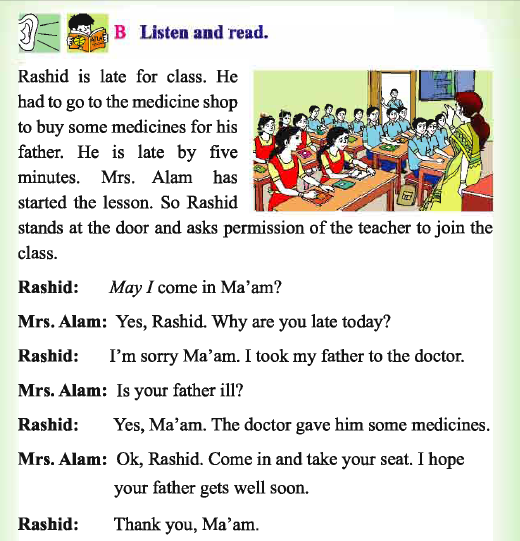 B Listen and read.
Rashid is late for class. He
had to go to the medicine shop
to buy some medicines for his
father. He is late by five
minutes. Mrs. Alam has
started the lesson. So Rashid
stands at the door and asks permission of the teacher to join the
class.
Rashid: May I come in Ma'am?
Mrs. Alam: Yes, Rashid. Why are you late today?
Rashid: I'm sorry Ma'am. I took my father to the doctor.
Mrs. Alam: Is your father ill?
Rashid: Yes, Ma'am. The doctor gave him some medicines.
Mrs. Alam: Ok, Rashid. Come in and take your seat. I hope
your father gets well soon.
Rashid: Thank you, Ma'am.